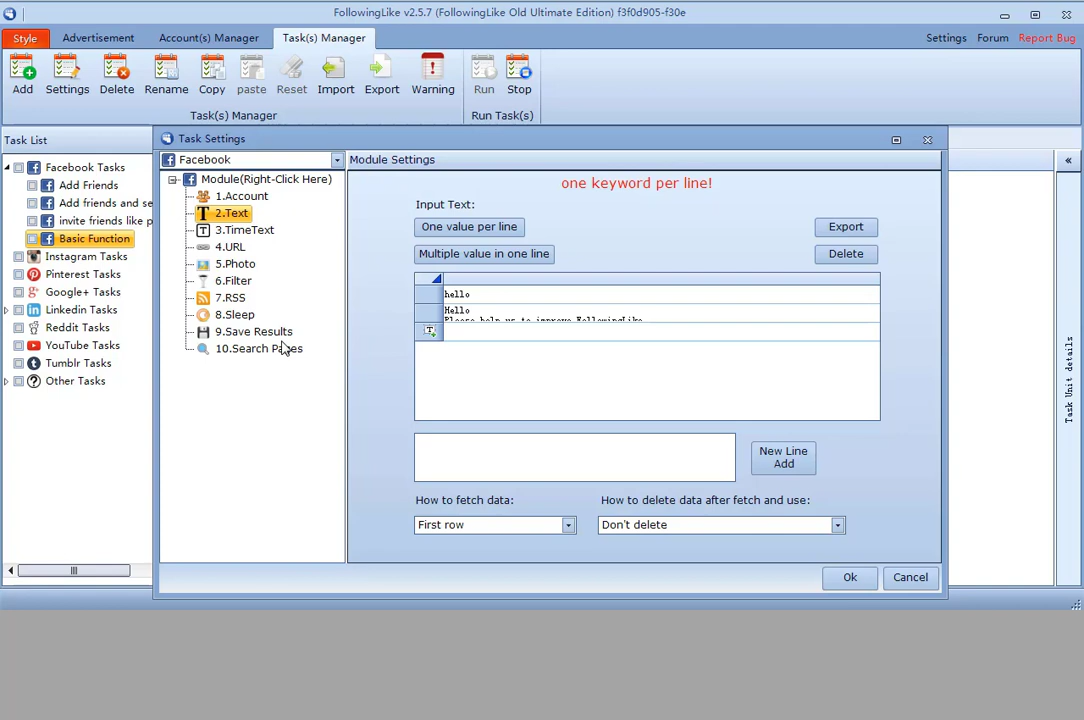 FollowingLike v2.5.7 (FollowingLike Old Ultimate Edition) f3f0d905-f30e
Style
Advertisement
Account(s) Manager
Task(s) Manager
Settings
Forum
Report Bug
Add
Settings
Delete
Rename
Copy
paste
Reset
Import
Export
Warning
Run
Stop
Task(s) Manager
Run Task(s)
Task List
Facebook Tasks
Add Friends
Add friends and se
invite friends like p
Basic Function
Instagram Tasks
Pinterest Tasks
Google+ Tasks
Linkedin Tasks
Reddit Tasks
YouTube Tasks
Tumblr Tasks
Other Tasks
Task Settings
Facebook
Module(Right-Click Here)
1.Account
2.Text
3.TimeText
4.URL
5.Photo
6.Filter
7.RSS
8.Sleep
9.Save Results
10.Search Pages
Module Settings
one keyword per line!
Input Text:
One value per line
Export
Multiple value in one line
Delete
hello
Hello
Please help us to improve FollowingLike
New Line
Add
How to fetch data:
How to delete data after fetch and use:
First row
Don't delete
Ok
Cancel
Task Unit details